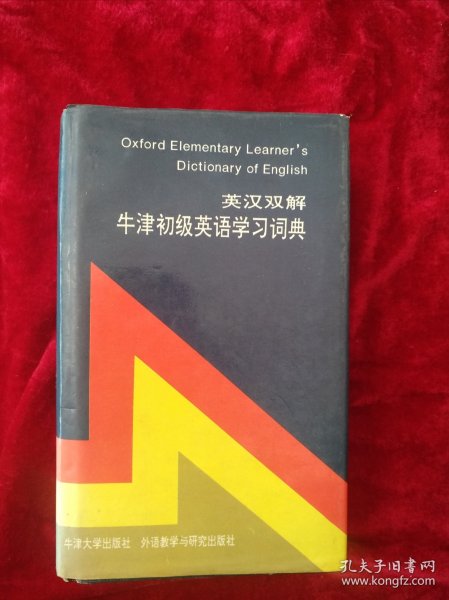 Oxford Elementary Learner's
Dictionary of English
英汉双解
牛津初级英语学习词典
牛津大学出版社 外语教学与研究出版社
孔夫子旧书网
www.kongfz.com